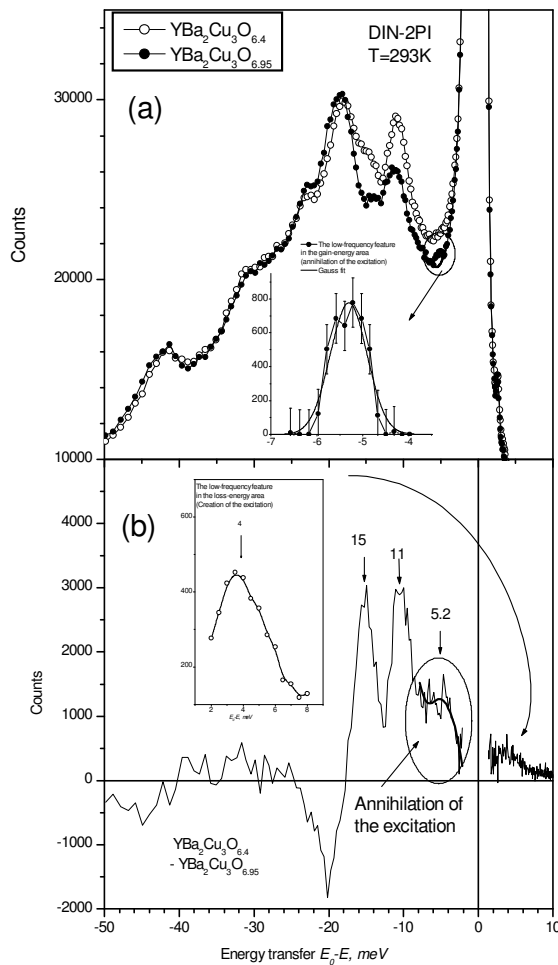 YBa2Cu3O6.4
YBa2Cu3O6.95
DIN-2PI
T=293K
(a)
30000
20000
10000
Counts
The low-frequency feature
in the gain-energy area
(annihilation of the excitation)
Gauss fit
800
600
400
200
0
-7 -6 -5 -4
(b)
5000
4000
3000
2000
1000
0
-1000
-2000
Counts
The low-frequency feature
in the loss-energy area
(Creation of the excitation)
4
600
400
200
2 4 6 8
E0-E, meV
15
11
5.2
Annihilation of
the excitation
YBa2Cu3O6.4
- YBa2Cu3O6.95
-50 -40 -30 -20 -10 0 10
Energy transfer E0-E, meV